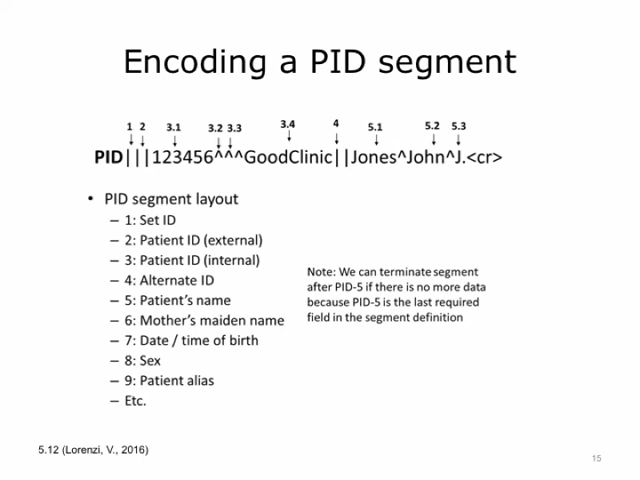 Encoding a PID segment
1 2 3.1 3.2 3.3 3.4 4 5.1 5.2 5.3
PID|||123456^^^GoodClinic||Jones^John^J.<cr>
• PID segment layout
– 1: Set ID
– 2: Patient ID (external)
– 3: Patient ID (internal)
– 4: Alternate ID
– 5: Patient's name
– 6: Mother's maiden name
– 7: Date / time of birth
– 8: Sex
– 9: Patient alias
– Etc.
Note: We can terminate segment
after PID-5 if there is no more data
because PID-5 is the last required
field in the segment definition
5.12 (Lorenzi, V., 2016)
15